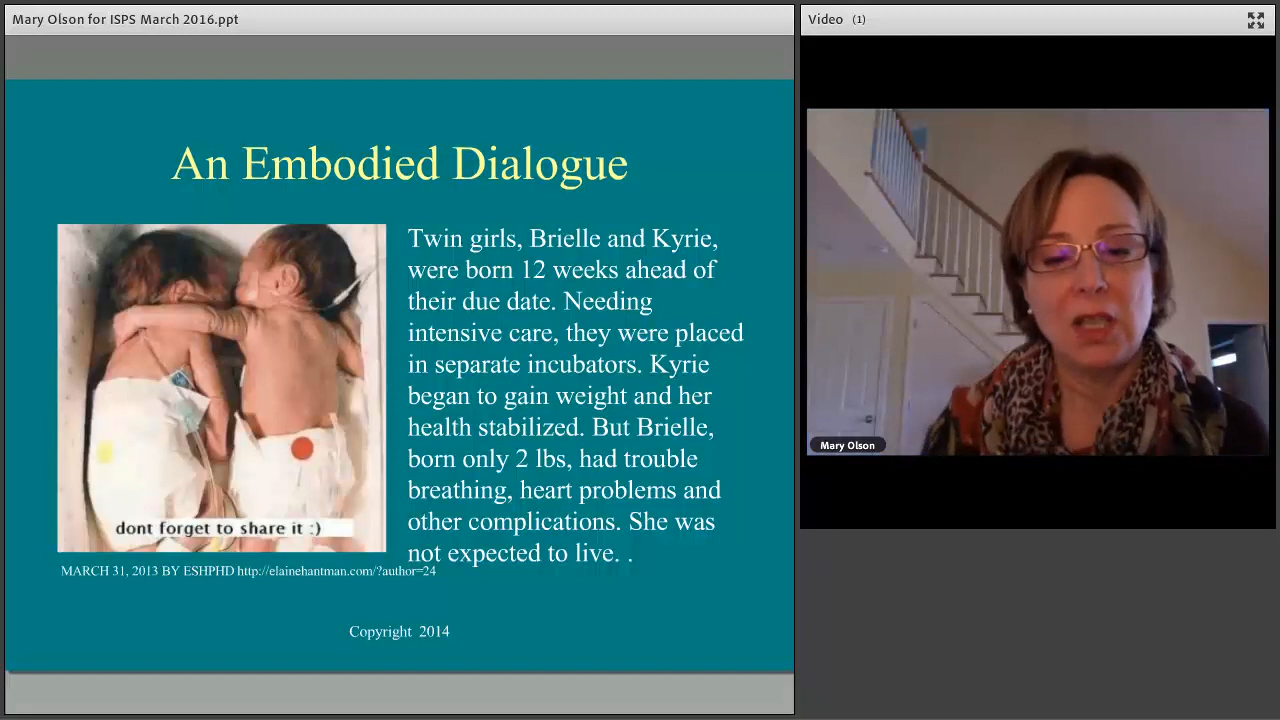 Mary Olson for ISPS March 2016.ppt
Video (1)
An Embodied Dialogue
Twin girls, Brielle and Kyrie,
were born 12 weeks ahead of
their due date. Needing
intensive care, they were placed
in separate incubators. Kyrie
began to gain weight and her
health stabilized. But Brielle,
born only 2 lbs, had trouble
breathing, heart problems and
other complications. She was
not expected to live. .
dont forget to share it :)
MARCH 31, 2013 BY ESHPHD http://elainehantman.com/?author=24
Copyright 2014
Mary Olson